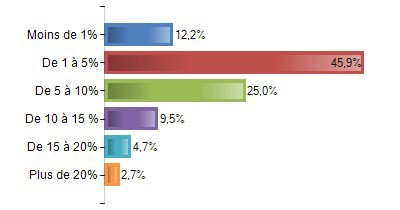 Moins de 1% 12,2%
De 1 à 5% 45,9%
De 5 à 10% 25,0%
De 10 à 15 % 9,5%
De 15 à 20% 4,7%
Plus de 20% 2,7%